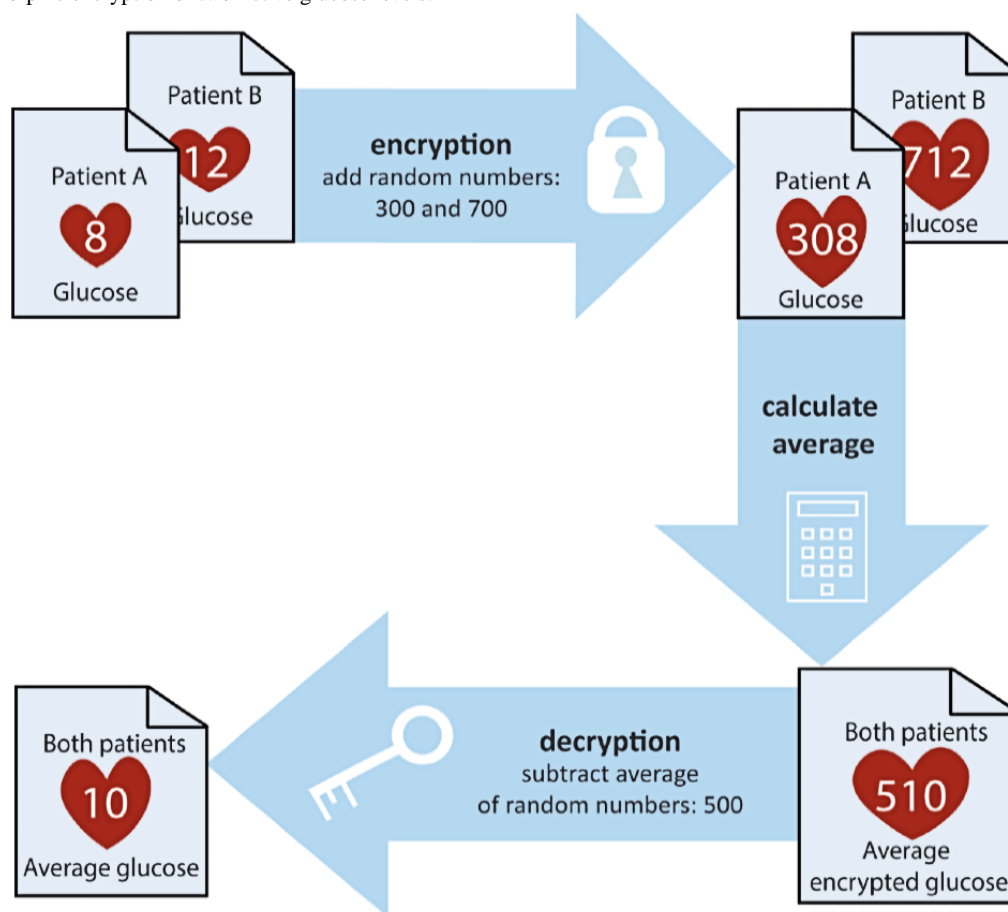 Patient B
12
Glucose
Patient A
8
Glucose
encryption
add random numbers:
300 and 700
Patient B
712
Glucose
Patient A
308
Glucose
calculate
average
Both patients
510
Average
encrypted glucose
decryption
subtract average
of random numbers: 500
Both patients
10
Average glucose